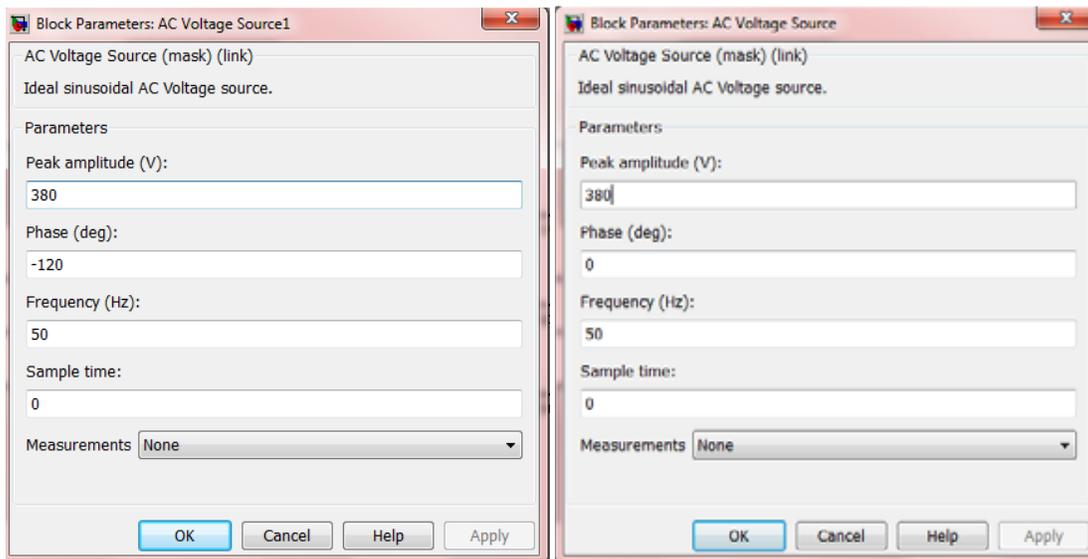 Block Parameters: AC Voltage Source1
AC Voltage Source (mask) (link)
Ideal sinusoidal AC Voltage source.
Parameters
Peak amplitude (V):
380
Phase (deg):
-120
Frequency (Hz):
50
Sample time:
0
Measurements None
OK Cancel Help Apply
Block Parameters: AC Voltage Source
AC Voltage Source (mask) (link)
Ideal sinusoidal AC Voltage source.
Parameters
Peak amplitude (V):
380
Phase (deg):
0
Frequency (Hz):
50
Sample time:
0
Measurements None
OK Cancel Help Apply